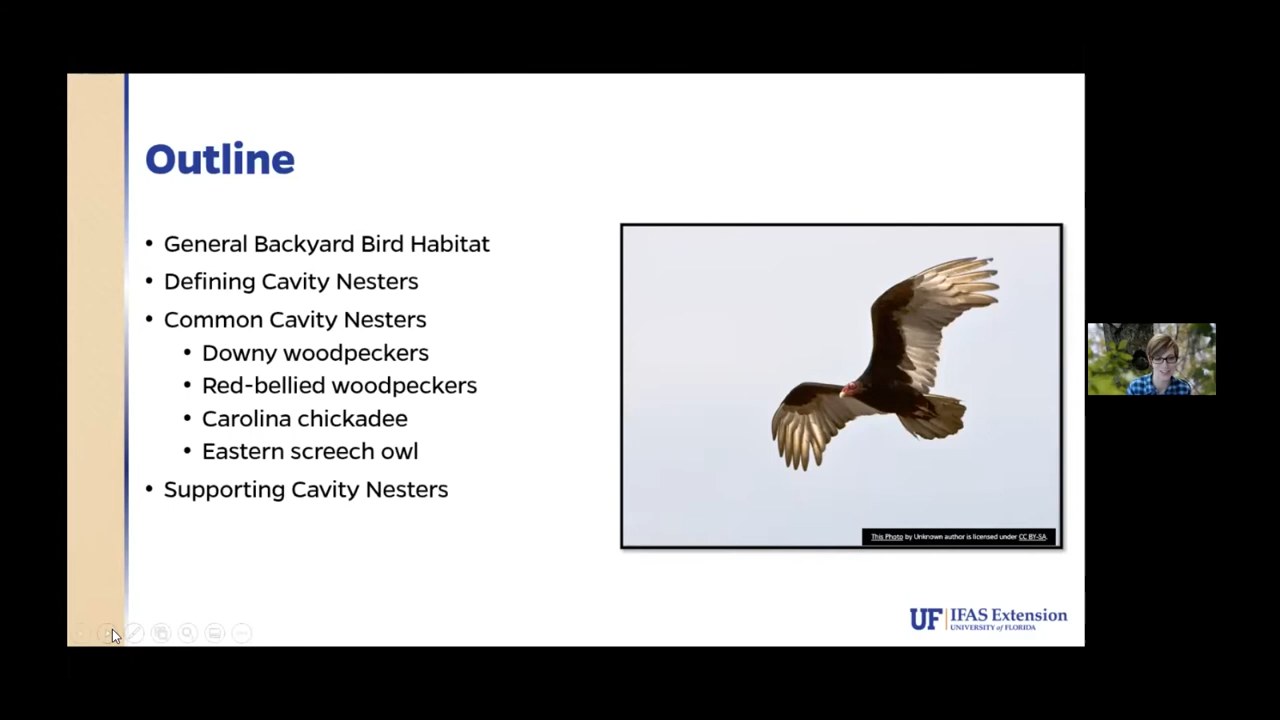 Outline
• General Backyard Bird Habitat
• Defining Cavity Nesters
• Common Cavity Nesters
• Downy woodpeckers
• Red-bellied woodpeckers
• Carolina chickadee
• Eastern screech owl
• Supporting Cavity Nesters
This Photo by Unknown author is licensed under CC BY-SA.
UF IFAS Extension
UNIVERSITY of FLORIDA